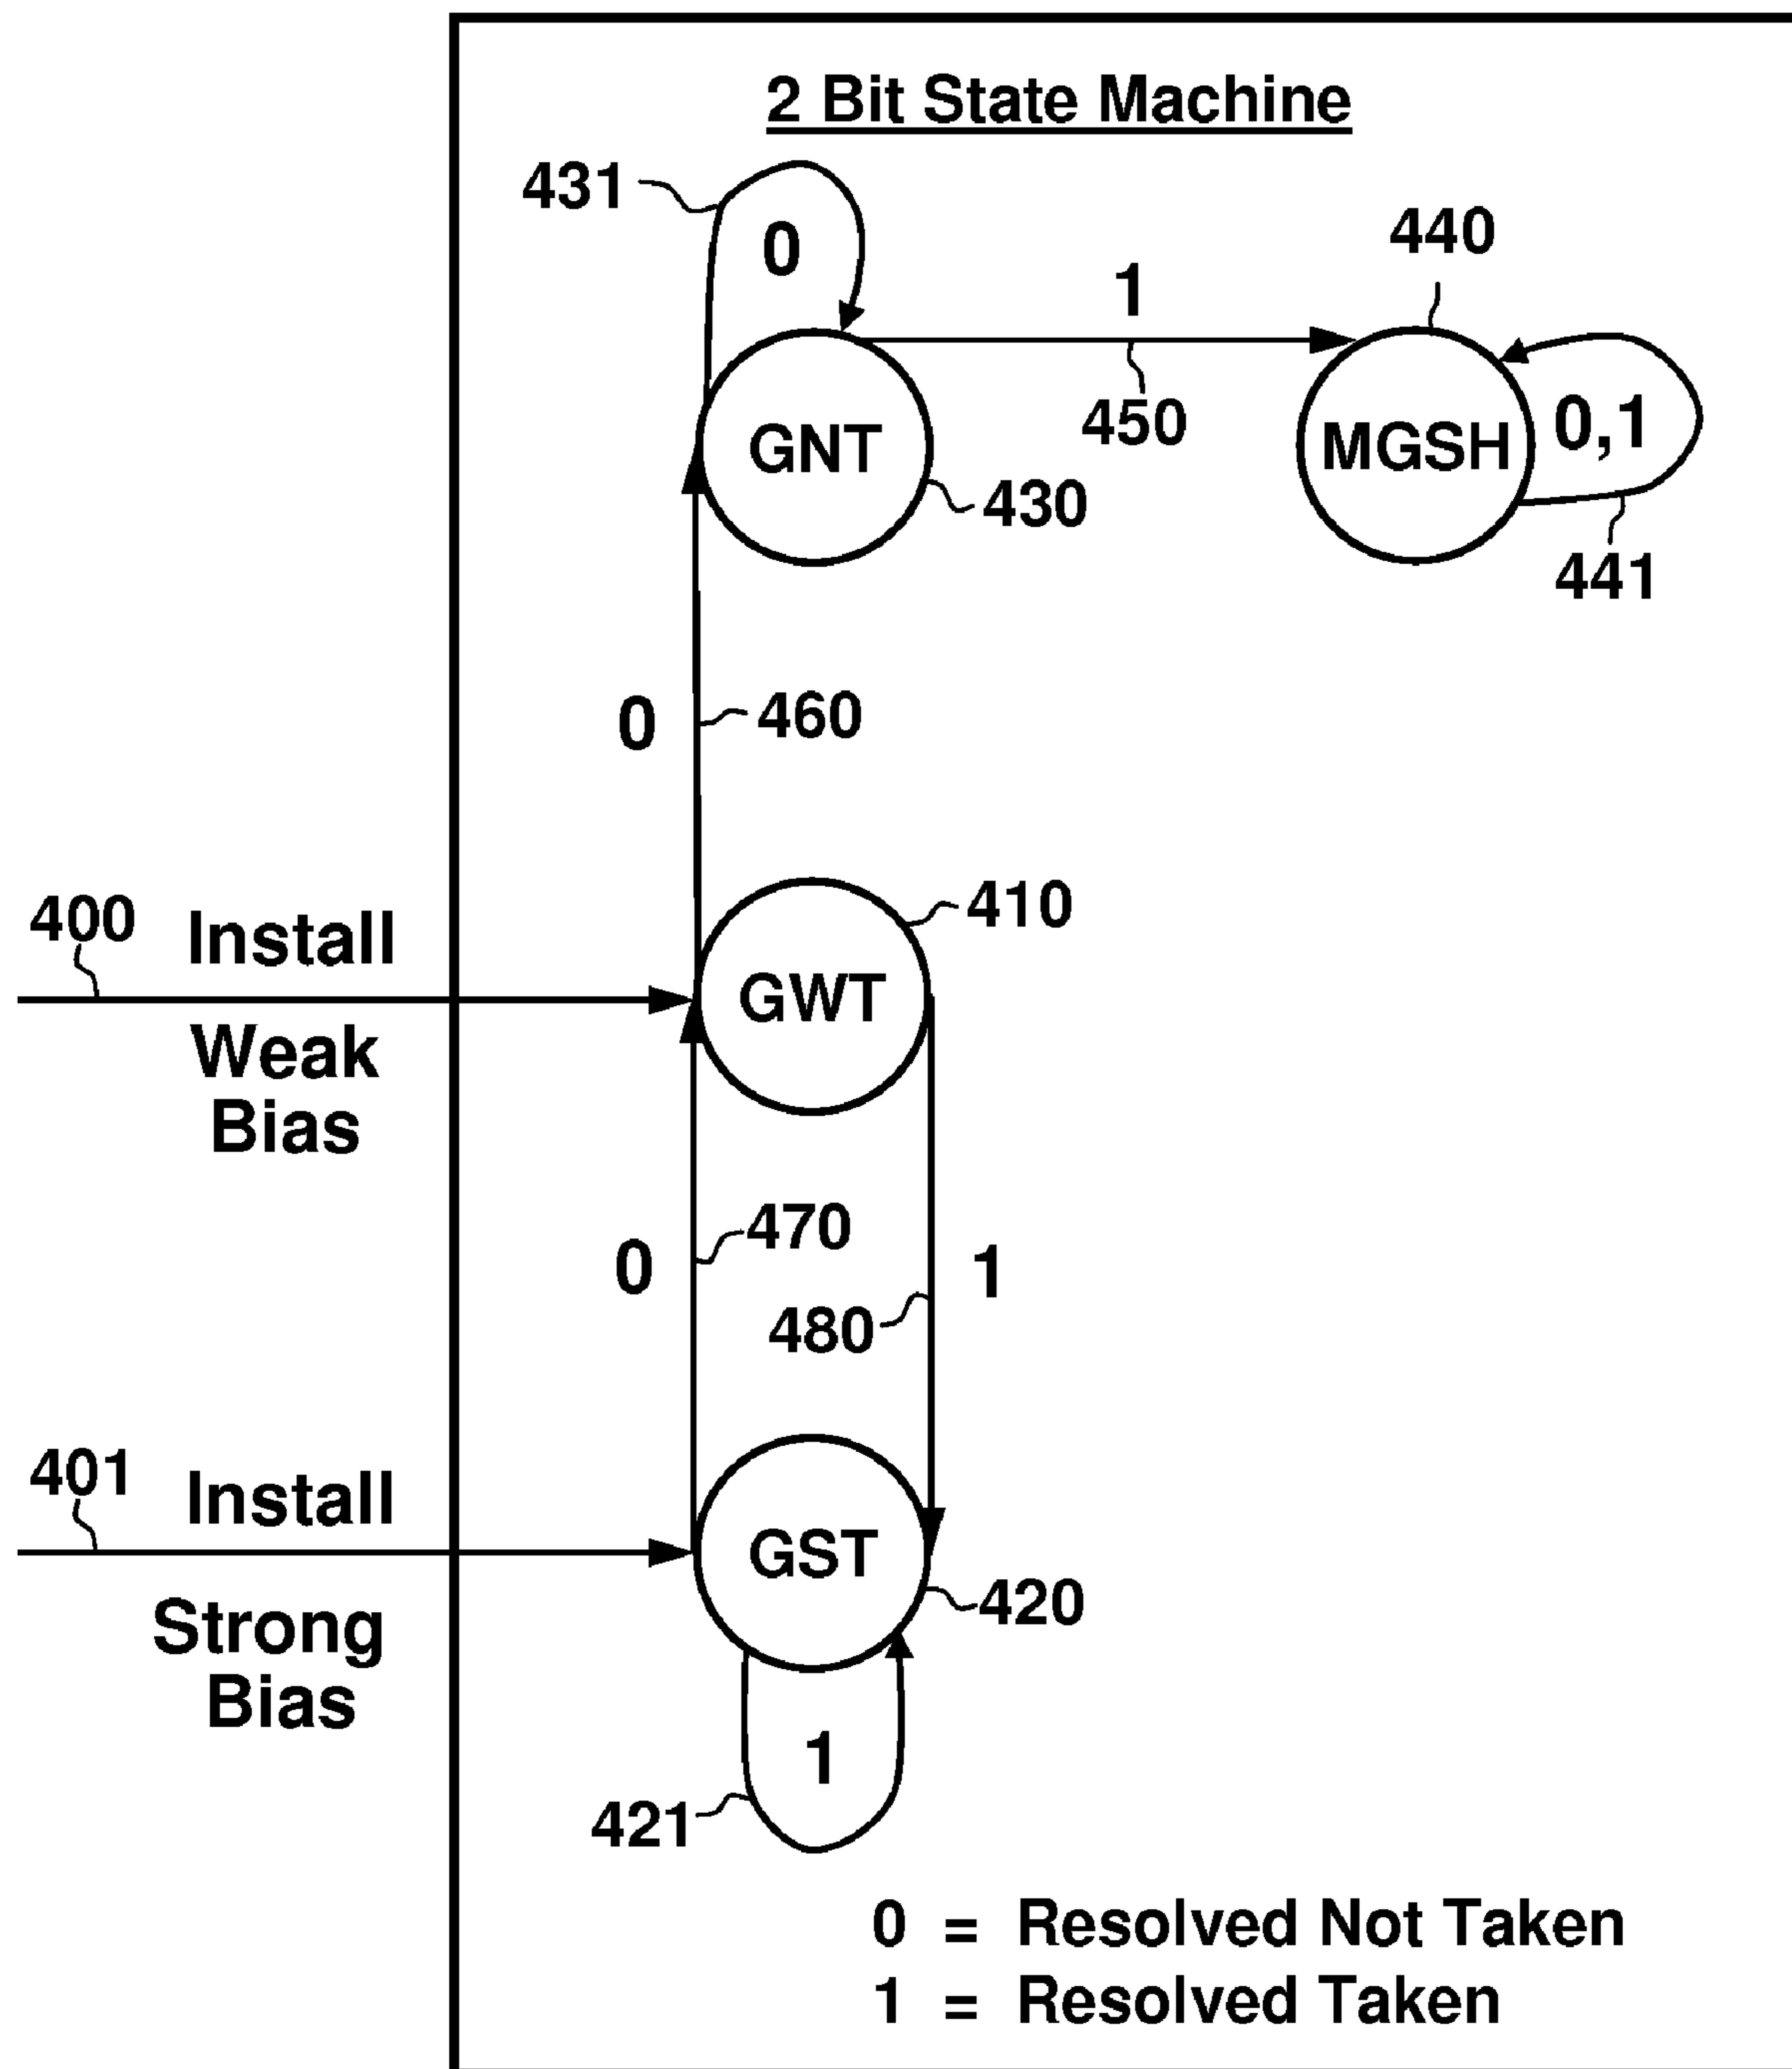 2 Bit State Machine
431
0
440
1
GNT
450
MGSH
0,1
430
441
0
460
400
Install
410
GWT
Weak
Bias
0
470
1
480
401
Install
GST
420
Strong
Bias
1
421
0 = Resolved Not Taken
1 = Resolved Taken